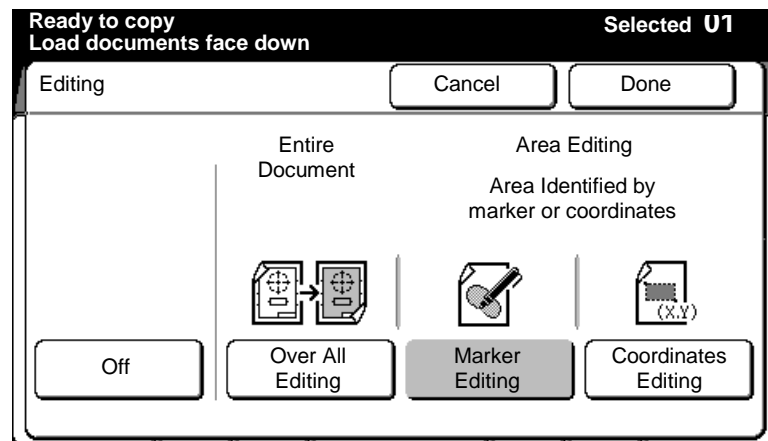 Ready to copy
Selected 01
Load documents face down
Editing
Cancel
Done
Entire
Document
Area Editing
Area Identified by
marker or coordinates
(X.Y)
Off
Over All
Editing
Marker
Editing
Coordinates
Editing